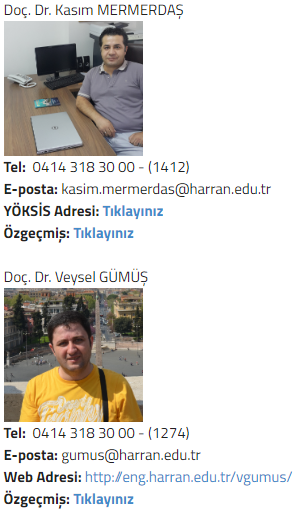 Doç. Dr. Kasım MERMERDAŞ
Tel: 0414 318 30 00 - (1412)
E-posta: kasim.mermerdas@harran.edu.tr
YÖKSİS Adresi: Tıklayınız
Özgeçmiş: Tıklayınız
Doç. Dr. Veysel GÜMÜŞ
Tel: 0414 318 30 00 - (1274)
E-posta: gumus@harran.edu.tr
Web Adresi: http://eng.harran.edu.tr/vgumus/
Özgeçmiş: Tıklayınız